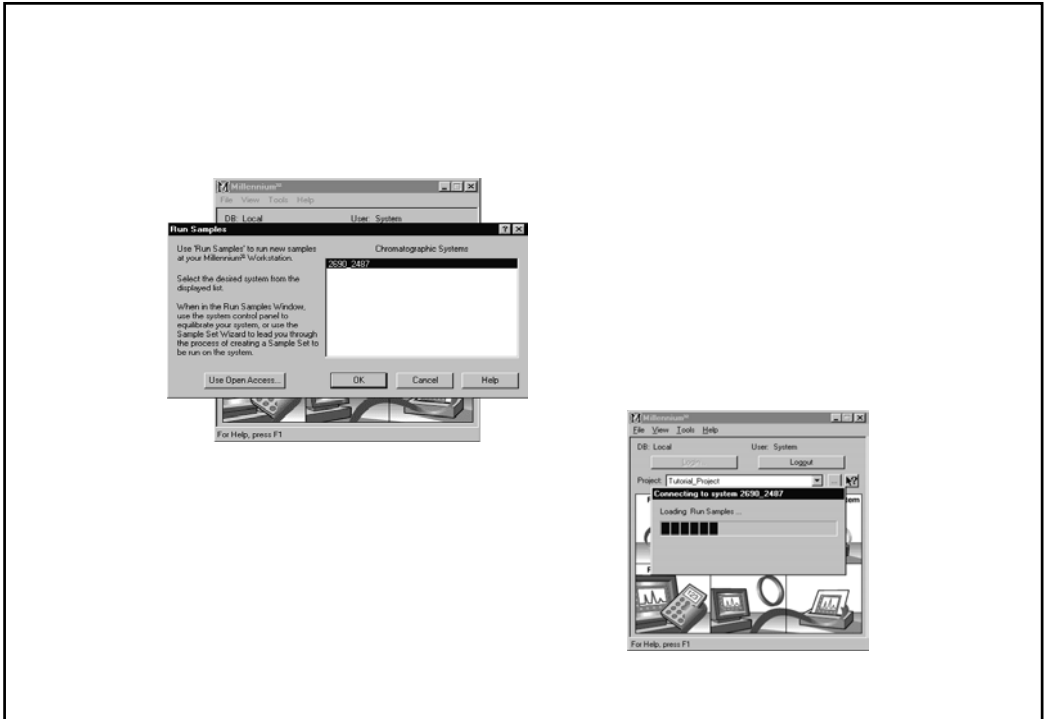 Millennium³²
File View Tools Help
DB: Local User: System
Run Samples
Use 'Run Samples' to run new samples
at your Millennium³² Workstation.
Select the desired system from the
displayed list.
When in the Run Samples Window,
use the system control panel to
equilibrate your system, or use the
Sample Set Wizard to lead you through
the process of creating a Sample Set to
be run on the system.
Chromatographic Systems
2690_2487
Use Open Access... OK Cancel Help
For Help, press F1
Millennium³²
File View Tools Help
DB: Local User: System
Login... Logout
Project: Tutorial_Project ...
Connecting to system 2690_2487
Loading Run Samples ...
For Help, press F1